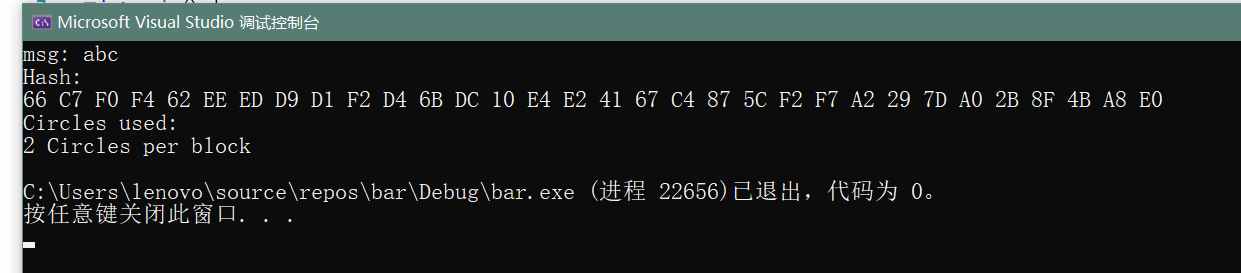 Microsoft Visual Studio 调试控制台
msg: abc
Hash:
66 C7 F0 F4 62 EE ED D9 D1 F2 D4 6B DC 10 E4 E2 41 67 C4 87 5C F2 F7 A2 29 7D A0 2B 8F 4B A8 E0
Circles used:
2 Circles per block
C:\Users\lenovo\source\repos\bar\Debug\bar.exe (进程 22656)已退出，代码为 0。
按任意键关闭此窗口. . .